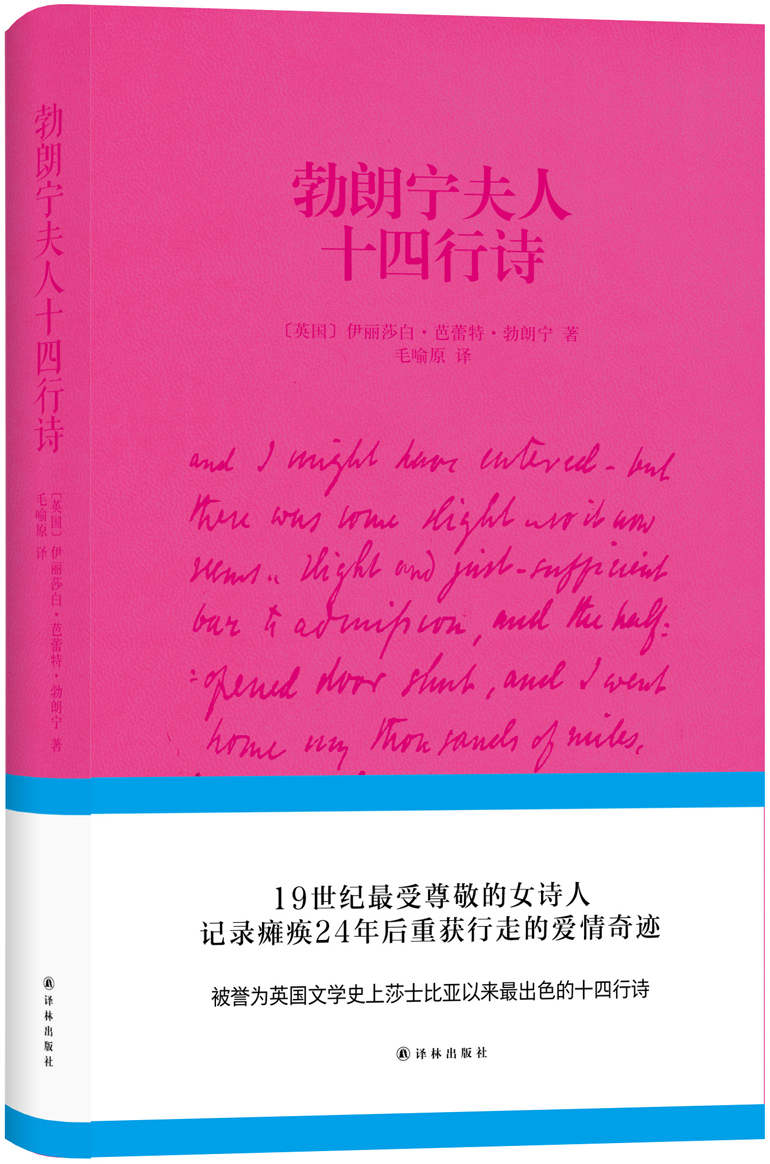 勃朗宁夫人十四行诗
〔英国〕伊丽莎白·芭蕾特·勃朗宁 著
毛喻原 译
译林出版社
勃朗宁夫人
十四行诗
〔英国〕伊丽莎白·芭蕾特·勃朗宁 著
毛喻原 译
and I might have entered - but
there was some slight .. so it now
seems .. slight and just-sufficient
bar to admission, and the half-
-opened door shut, and I went
home my thousands of miles,
19世纪最受尊敬的女诗人
记录瘫痪24年后重获行走的爱情奇迹
被誉为英国文学史上莎士比亚以来最出色的十四行诗
译林出版社